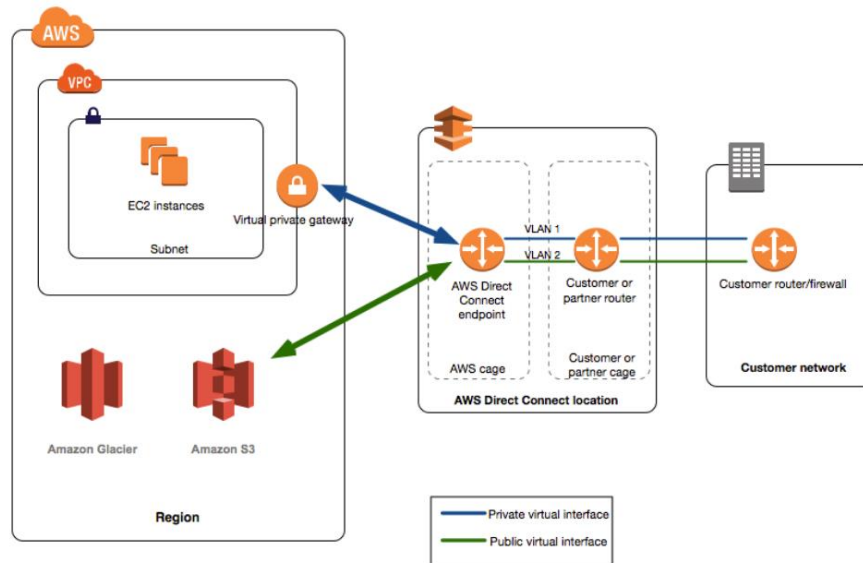 AWS
VPC
EC2 instances
Virtual private gateway
Subnet
Amazon Glacier
Amazon S3
Region
VLAN 1
VLAN 2
AWS Direct
Connect
endpoint
AWS cage
Customer or
partner router
Customer or
partner cage
AWS Direct Connect location
Customer router/firewall
Customer network
Private virtual interface
Public virtual interface